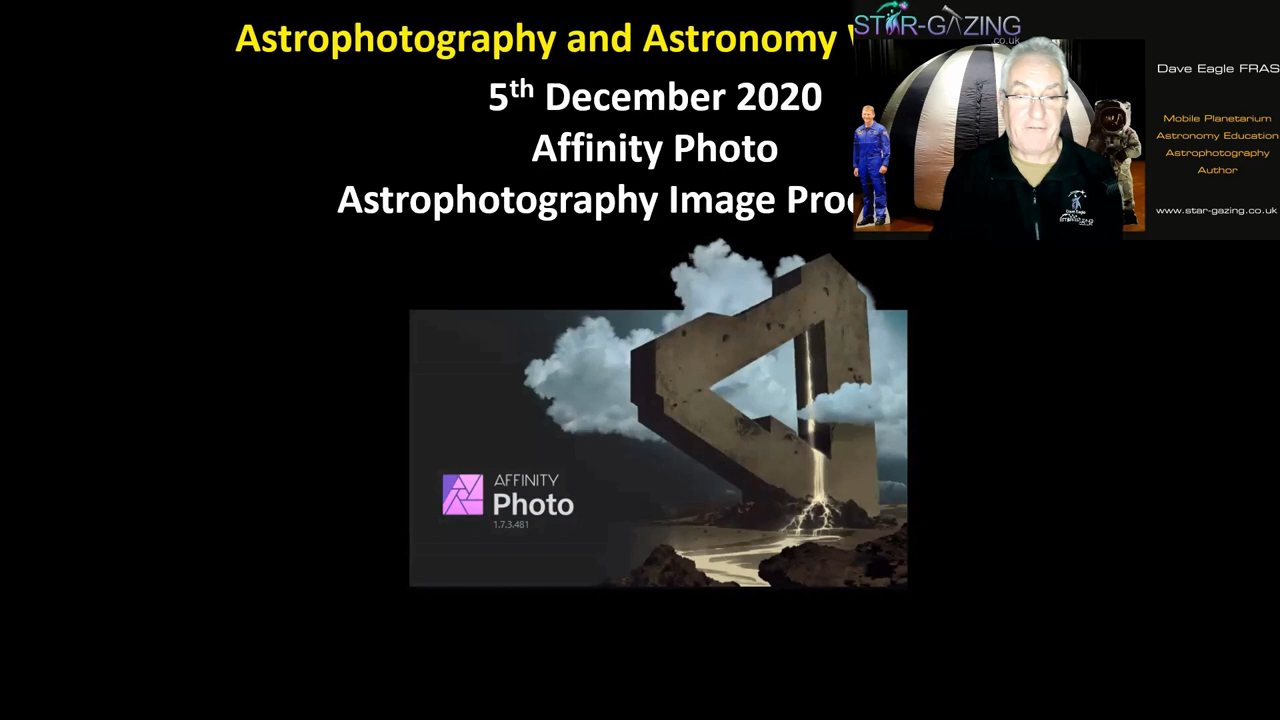 Astrophotography and Astronomy
5th December 2020
Affinity Photo
Astrophotography Image
STAR-GAZING
.co.uk
Dave Eagle FRAS
Mobile Planetarium
Astronomy Education
Astrophotography
Author
www.star-gazing.co.uk
AFFINITY
Photo
1.7.3.481